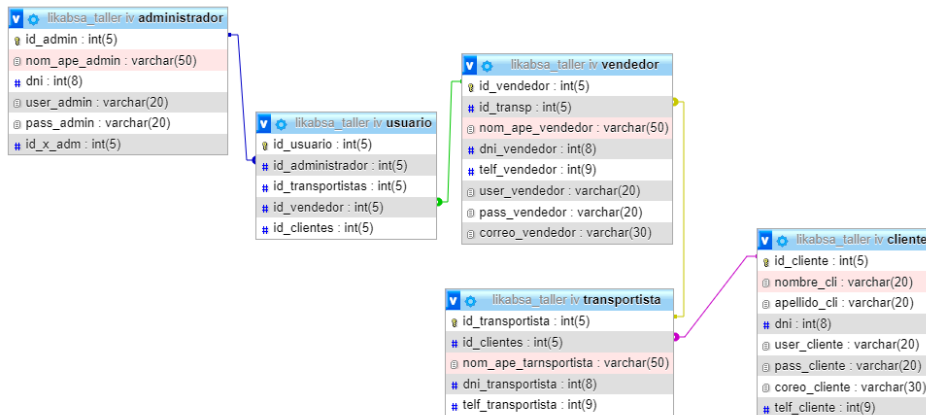 likabsa_taller iv administrador
id_admin : int(5)
nom_ape_admin : varchar(50)
dni : int(8)
user_admin : varchar(20)
pass_admin : varchar(20)
id_x_adm : int(5)
likabsa_taller iv usuario
id_usuario : int(5)
id_administrador : int(5)
id_transportistas : int(5)
id_vendedor : int(5)
id_clientes : int(5)
likabsa_taller iv vendedor
id_vendedor : int(5)
id_transp : int(5)
nom_ape_vendedor : varchar(50)
dni_vendedor : int(8)
telf_vendedor : int(9)
user_vendedor : varchar(20)
pass_vendedor : varchar(20)
correo_vendedor : varchar(30)
likabsa_taller iv transportista
id_transportista : int(5)
id_clientes : int(5)
nom_ape_tarnsportista : varchar(50)
dni_transportista : int(8)
telf_transportista : int(9)
likabsa_taller iv cliente
id_cliente : int(5)
nombre_cli : varchar(20)
apellido_cli : varchar(20)
dni : int(8)
user_cliente : varchar(20)
pass_cliente : varchar(20)
coreo_cliente : varchar(30)
telf_cliente : int(9)